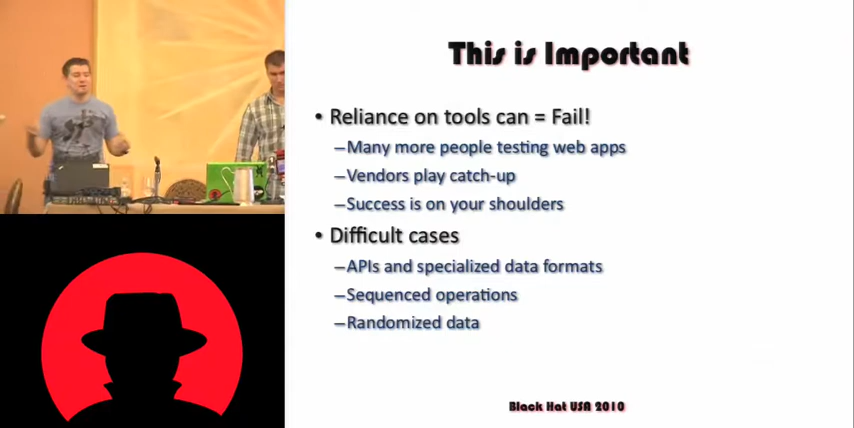 This is Important
• Reliance on tools can = Fail!
–Many more people testing web apps
–Vendors play catch-up
–Success is on your shoulders
• Difficult cases
–APIs and specialized data formats
–Sequenced operations
–Randomized data
Black Hat USA 2010